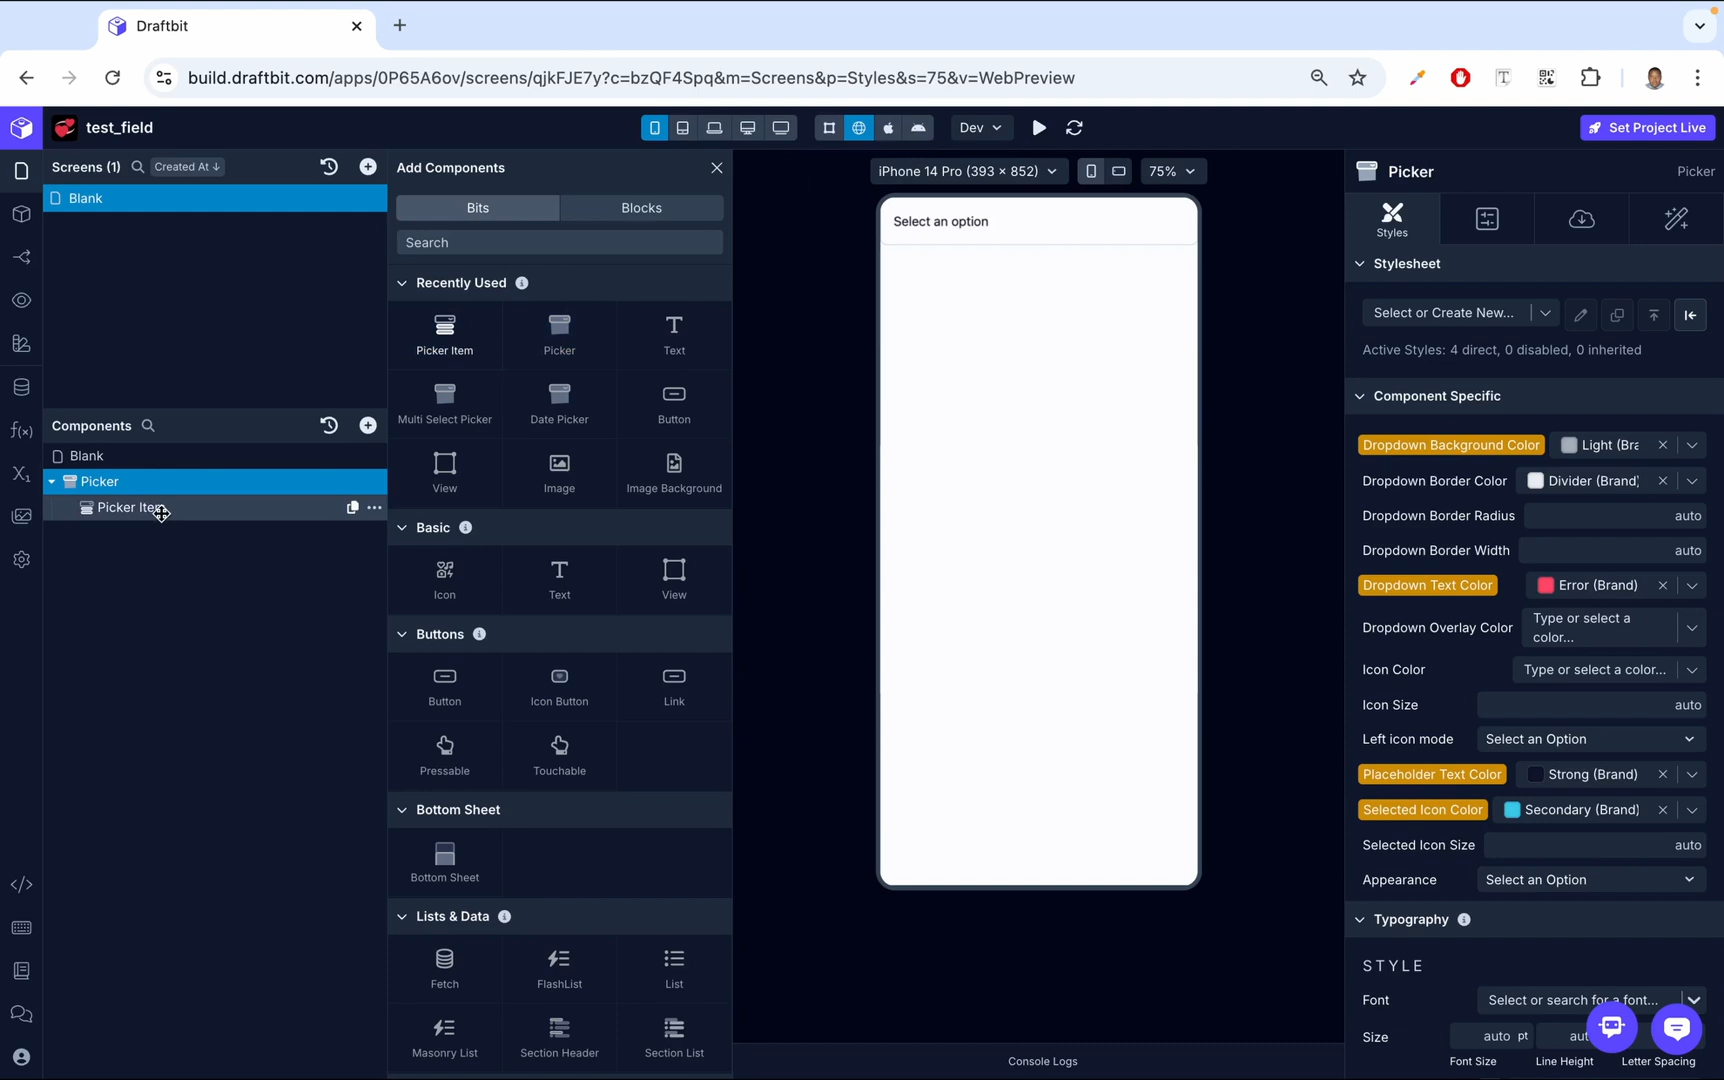 Draftbit
build.draftbit.com/apps/0P65A6ov/screens/qjkFJE7y?c=bzQF4Spq&m=Screens&p=Styles&s=75&v=WebPreview
test_field
Dev
Set Project Live
Screens (1)
Created At ↓
Blank
Components
Blank
Picker
Picker Item
Add Components
Bits
Blocks
Search
Recently Used
Picker Item
Picker
Text
Multi Select Picker
Date Picker
Button
View
Image
Image Background
Basic
Icon
Text
View
Buttons
Button
Icon Button
Link
Pressable
Touchable
Bottom Sheet
Bottom Sheet
Lists & Data
Fetch
FlashList
List
Masonry List
Section Header
Section List
iPhone 14 Pro (393 × 852)
75%
Select an option
Console Logs
Picker
Picker
Styles
Stylesheet
Select or Create New...
Active Styles: 4 direct, 0 disabled, 0 inherited
Component Specific
Dropdown Background Color
Light (Bra
Dropdown Border Color
Divider (Brand)
Dropdown Border Radius
auto
Dropdown Border Width
auto
Dropdown Text Color
Error (Brand)
Dropdown Overlay Color
Type or select a
color...
Icon Color
Type or select a color...
Icon Size
auto
Left icon mode
Select an Option
Placeholder Text Color
Strong (Brand)
Selected Icon Color
Secondary (Brand)
Selected Icon Size
auto
Appearance
Select an Option
Typography
STYLE
Font
Select or search for a font...
Size
auto pt
Font Size
Line Height
Letter Spacing